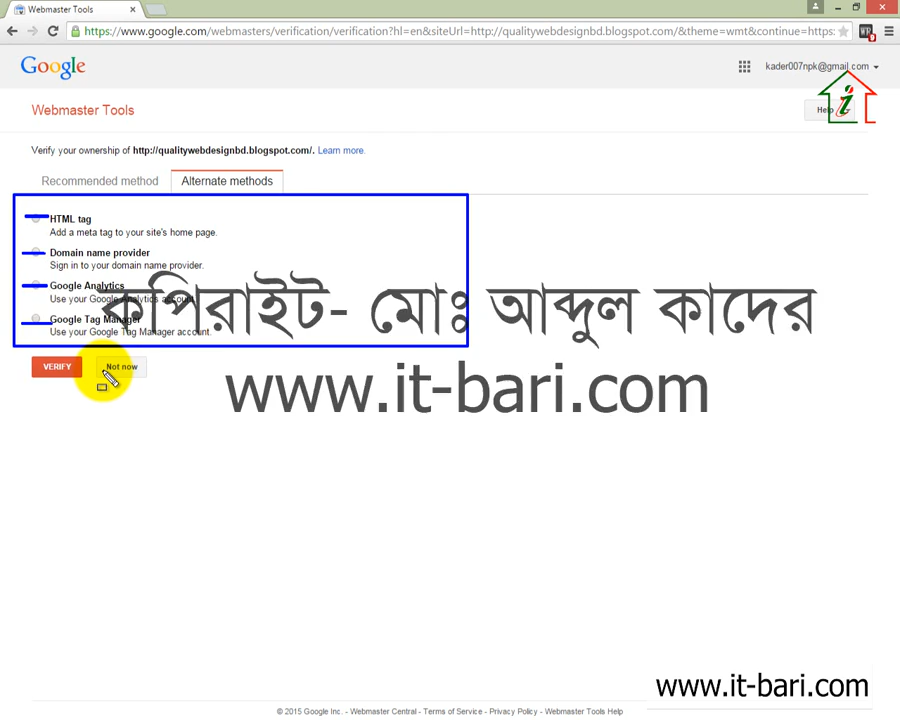 Webmaster Tools
https://www.google.com/webmasters/verification/verification?hl=en&siteUrl=http://qualitywebdesignbd.blogspot.com/&theme=wmt&continue=https:
Google
kader007npk@gmail.com
Webmaster Tools
Help
Verify your ownership of http://qualitywebdesignbd.blogspot.com/. Learn more.
Recommended method
Alternate methods
HTML tag
Add a meta tag to your site's home page.
Domain name provider
Sign in to your domain name provider.
Google Analytics
Use your Google Analytics account.
Google Tag Manager
Use your Google Tag Manager account.
কপিরাইট- মোঃ আব্দুল কাদের
VERIFY
Not now
www.it-bari.com
www.it-bari.com
© 2015 Google Inc. - Webmaster Central - Terms of Service - Privacy Policy - Webmaster Tools Help